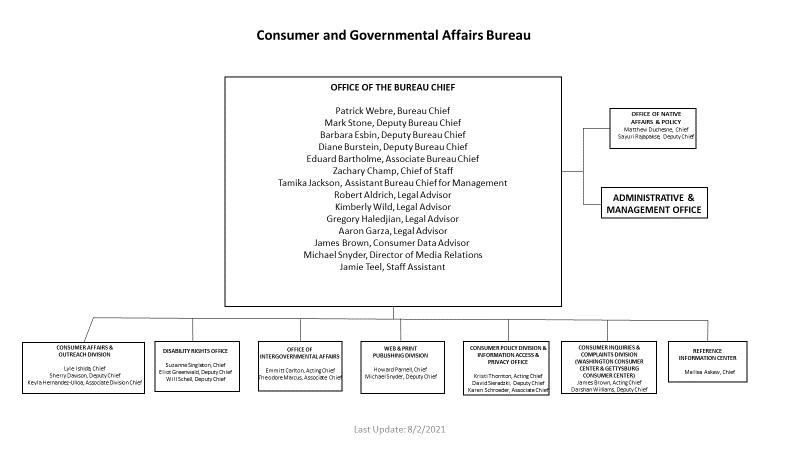 Consumer and Governmental Affairs Bureau
OFFICE OF THE BUREAU CHIEF
Patrick Webre, Bureau Chief
Mark Stone, Deputy Bureau Chief
Barbara Esbin, Deputy Bureau Chief
Diane Burstein, Deputy Bureau Chief
Eduard Bartholme, Associate Bureau Chief
Zachary Champ, Chief of Staff
Tamika Jackson, Assistant Bureau Chief for Management
Robert Aldrich, Legal Advisor
Kimberly Wild, Legal Advisor
Gregory Haledjian, Legal Advisor
Aaron Garza, Legal Advisor
James Brown, Consumer Data Advisor
Michael Snyder, Director of Media Relations
Jamie Teel, Staff Assistant
OFFICE OF NATIVE
AFFAIRS & POLICY
Matthew Duchesne, Chief
Sayuri Rajapakse, Deputy Chief
ADMINISTRATIVE &
MANAGEMENT OFFICE
CONSUMER AFFAIRS &
OUTREACH DIVISION
Lyle Ishida, Chief
Sherry Dawson, Deputy Chief
Keyla Hernandez-Ulloa, Associate Division Chief
DISABILITY RIGHTS OFFICE
Suzanne Singleton, Chief
Eliot Greenwald, Deputy Chief
Will Schell, Deputy Chief
OFFICE OF
INTERGOVERNMENTAL AFFAIRS
Emmitt Carlton, Acting Chief
Theodore Marcus, Associate Chief
WEB & PRINT
PUBLISHING DIVISION
Howard Parnell, Chief
Michael Snyder, Deputy Chief
CONSUMER POLICY DIVISION &
INFORMATION ACCESS &
PRIVACY OFFICE
Kristi Thornton, Acting Chief
David Sieradzki, Deputy Chief
Karen Schroeder, Associate Chief
CONSUMER INQUIRIES &
COMPLAINTS DIVISION
(WASHINGTON CONSUMER
CENTER & GETTYSBURG
CONSUMER CENTER)
James Brown, Acting Chief
Darshan Williams, Deputy Chief
REFERENCE
INFORMATION CENTER
Melissa Askew, Chief
Last Update: 8/2/2021